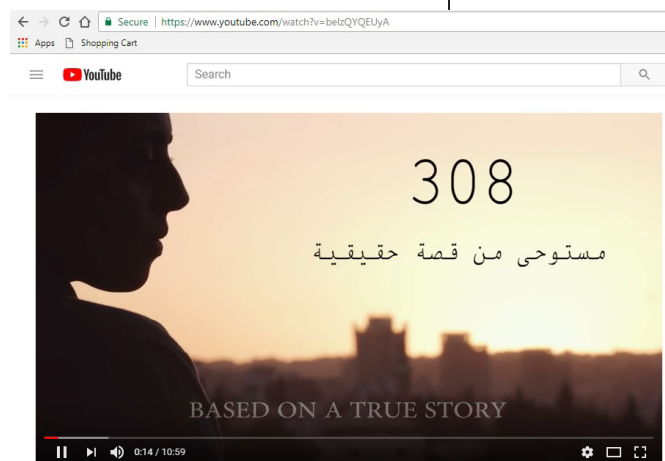 Secure | https://www.youtube.com/watch?v=belzQYQEUyA
Apps Shopping Cart
YouTube Search
308
مستوحى من قصة حقيقية
BASED ON A TRUE STORY
0:14 / 10:59